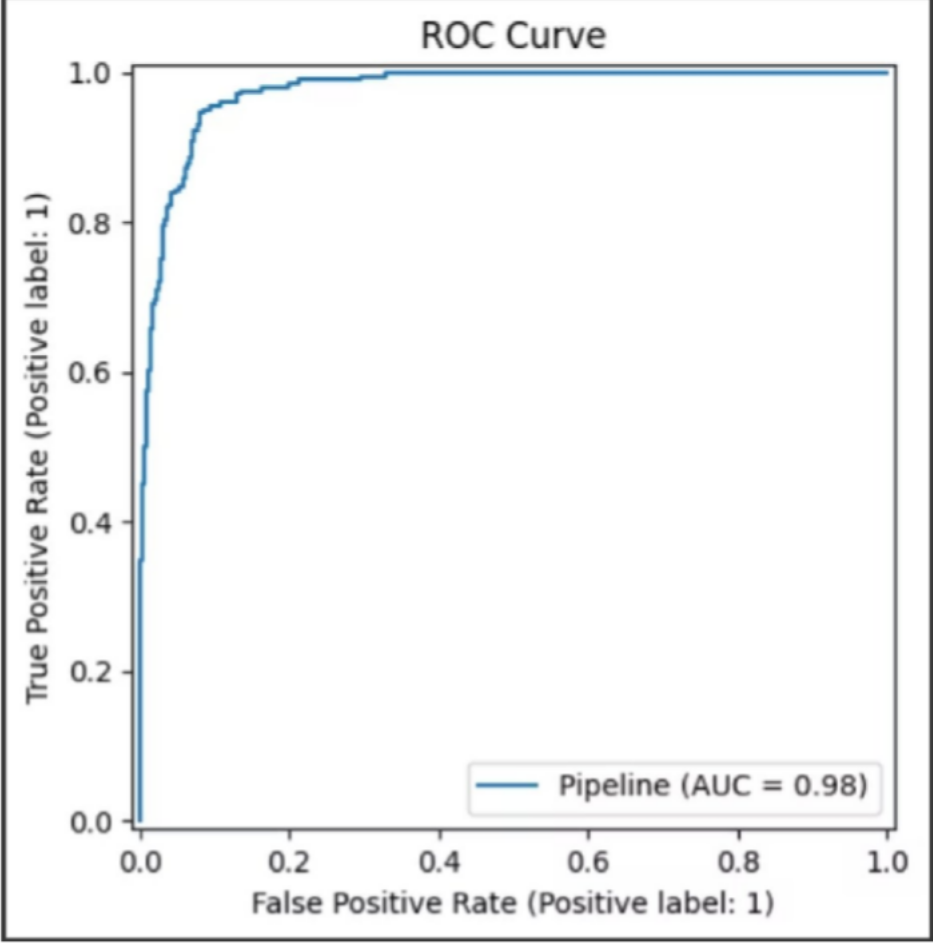 ROC Curve
1.0
0.8
0.6
0.4
0.2
0.0
True Positive Rate (Positive label: 1)
Pipeline (AUC = 0.98)
0.0 0.2 0.4 0.6 0.8 1.0
False Positive Rate (Positive label: 1)